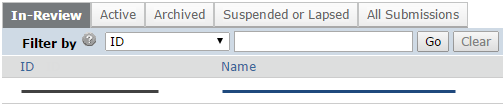 In-Review Active Archived Suspended or Lapsed All Submissions
Filter by ? ID Go Clear
ID Name